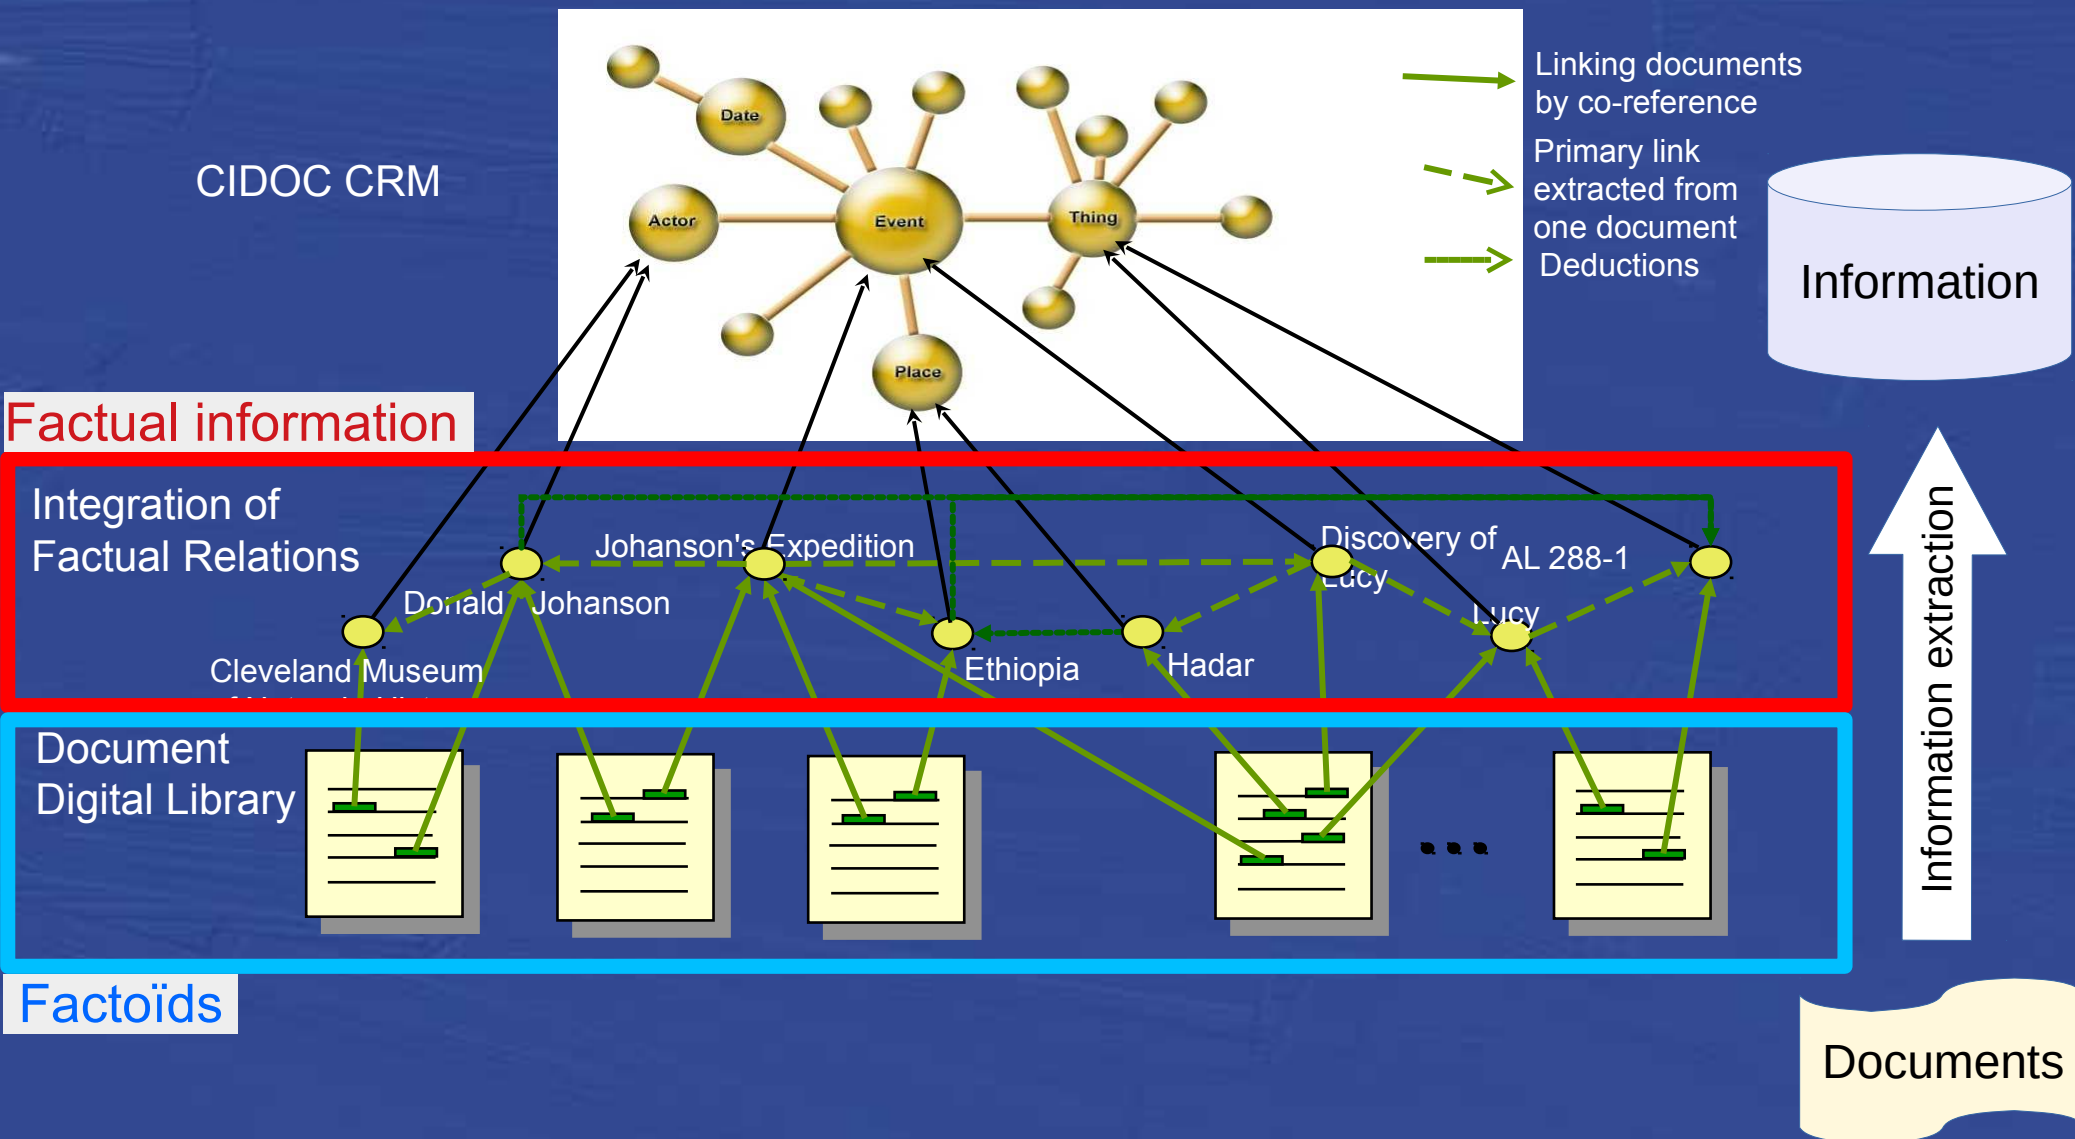 Linking documents
by co-reference
Primary link
extracted from
one document
Deductions
CIDOC CRM
Date
Actor
Event
Thing
Place
Information
Factual information
Integration of
Factual Relations
Johanson's Expedition
Discovery of
Lucy
AL 288-1
Donald Johanson
Lucy
Cleveland Museum
Ethiopia
Hadar
Information extraction
Document
Digital Library
Factoïds
Documents